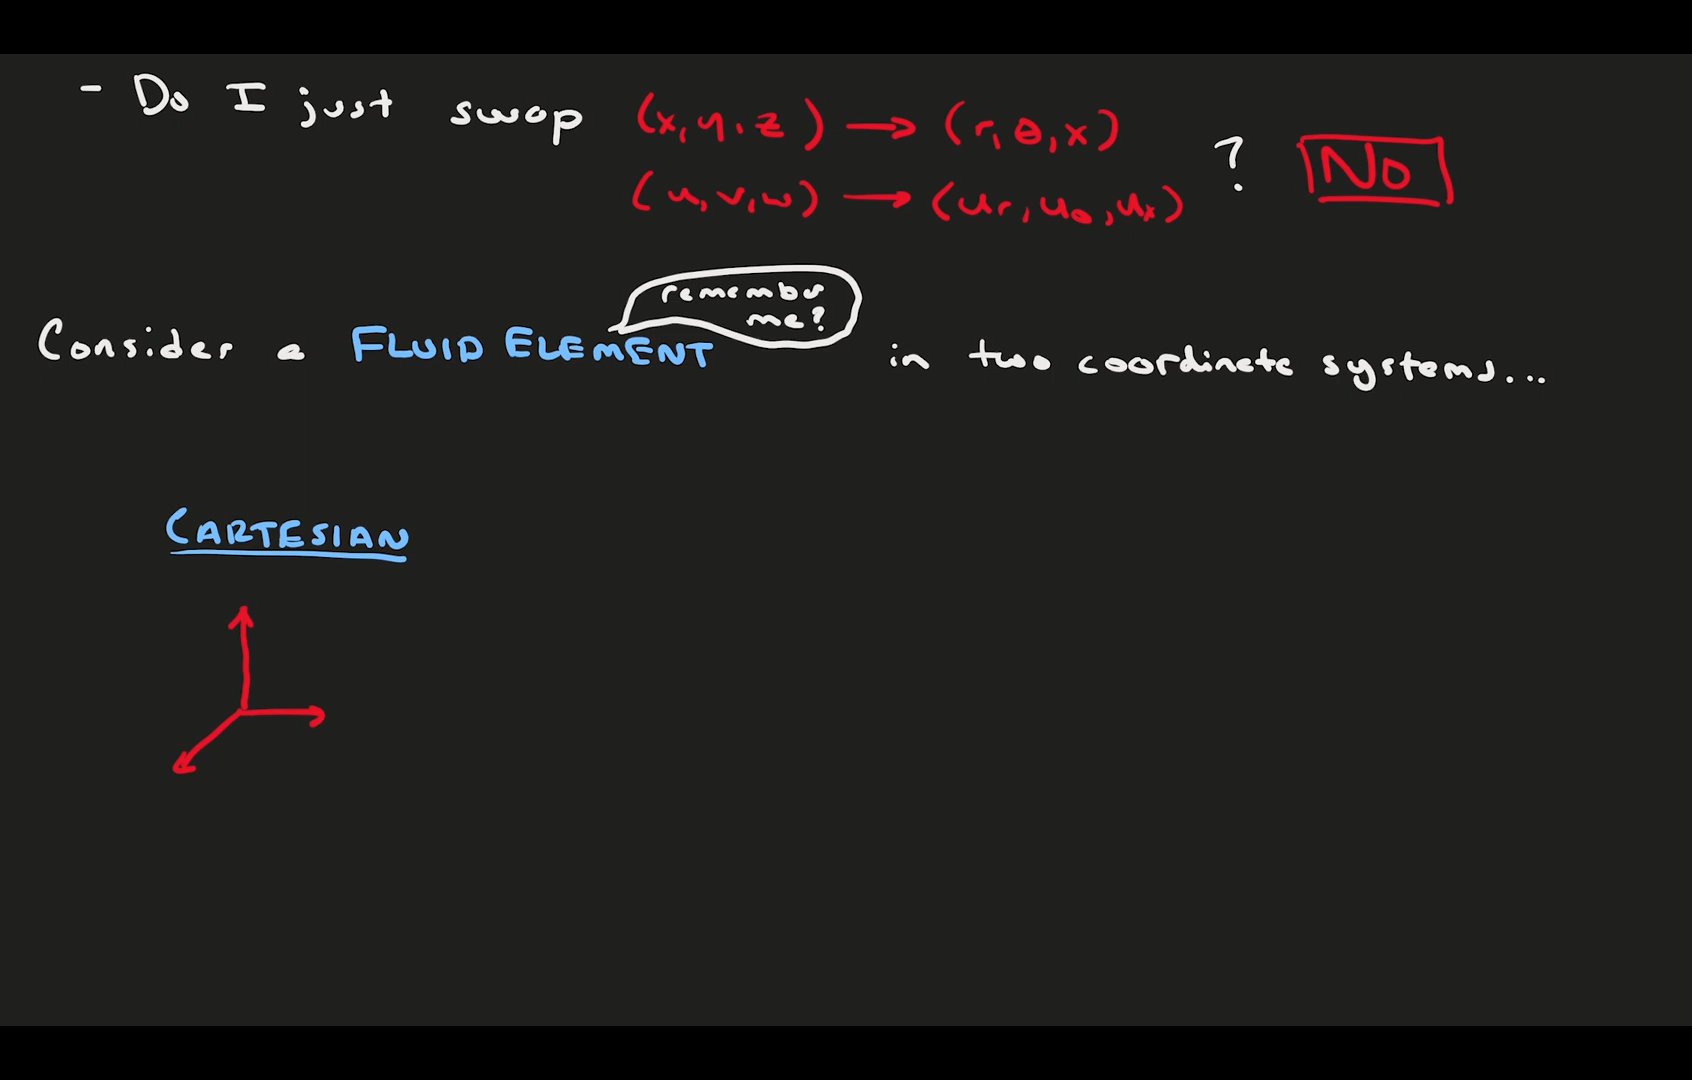 - Do I just swap (x, y, z) → (r, θ, x)
(u, v, w) → (ur, uθ, ux) ? NO
remember
me?
Consider a FLUID ELEMENT in two coordinate systems...
CARTESIAN